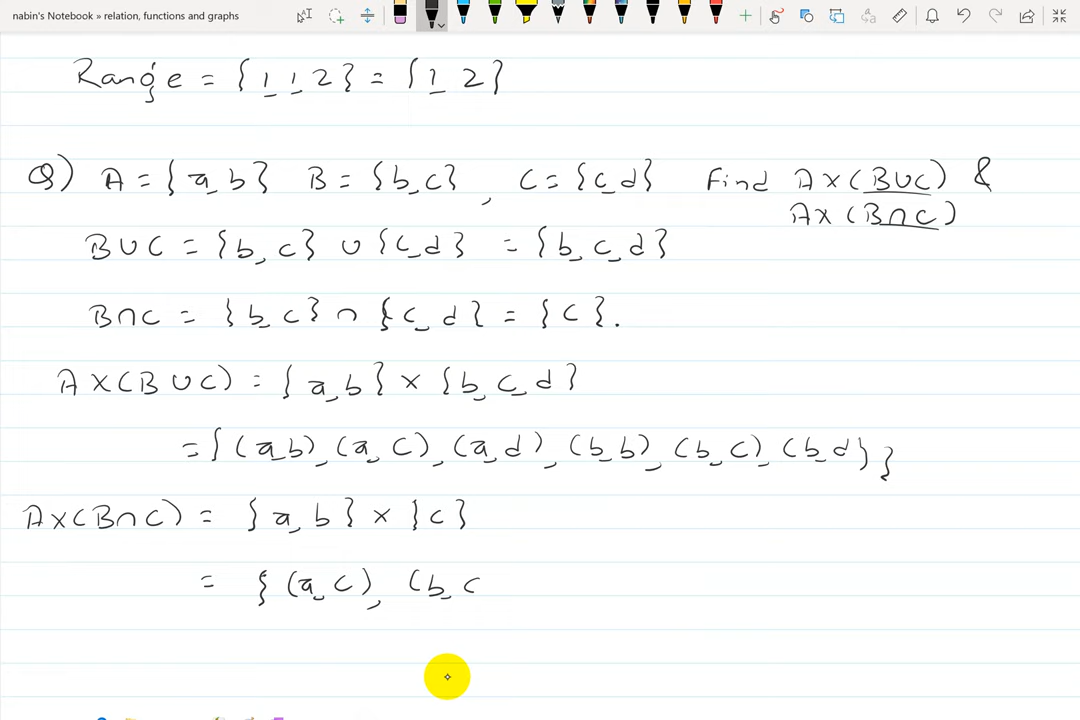 nabin's Notebook » relation, functions and graphs
Range = {1, 1, 2} = {1, 2}
Q) A = {a, b} B = {b, c}, C = {c, d} Find A×(B∪C) &
A×(B∩C)
B∪C = {b, c} ∪ {c, d} = {b, c, d}
B∩C = {b, c} ∩ {c, d} = {c}.
A×(B∪C) = {a, b} × {b, c, d}
= {(a, b), (a, c), (a, d), (b, b), (b, c), (b, d)}
A×(B∩C) = {a, b} × {c}
= {(a, c), (b, c